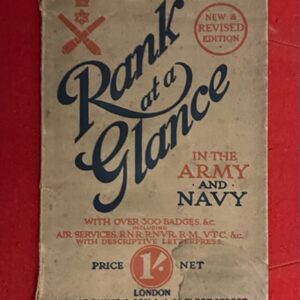 NEW &
REVISED
EDITION
Rank
at a
Glance
IN THE
ARMY
AND
NAVY
WITH OVER 300 BADGES, &c.
INCLUDING
AIR SERVICES, R.N.R, R.N.V.R, R.M, V.T.C, &c.
WITH DESCRIPTIVE LETTERPRESS
PRICE 1/- NET
LONDON